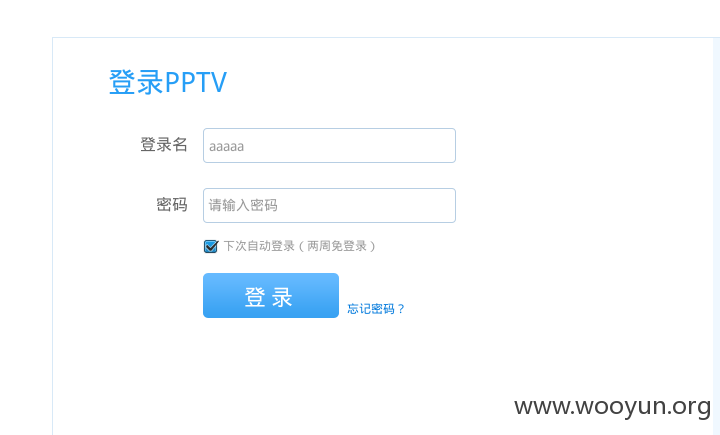 登录PPTV
登录名 aaaaa
密码 请输入密码
下次自动登录（两周免登录）
登 录 忘记密码？
www.wooyun.org